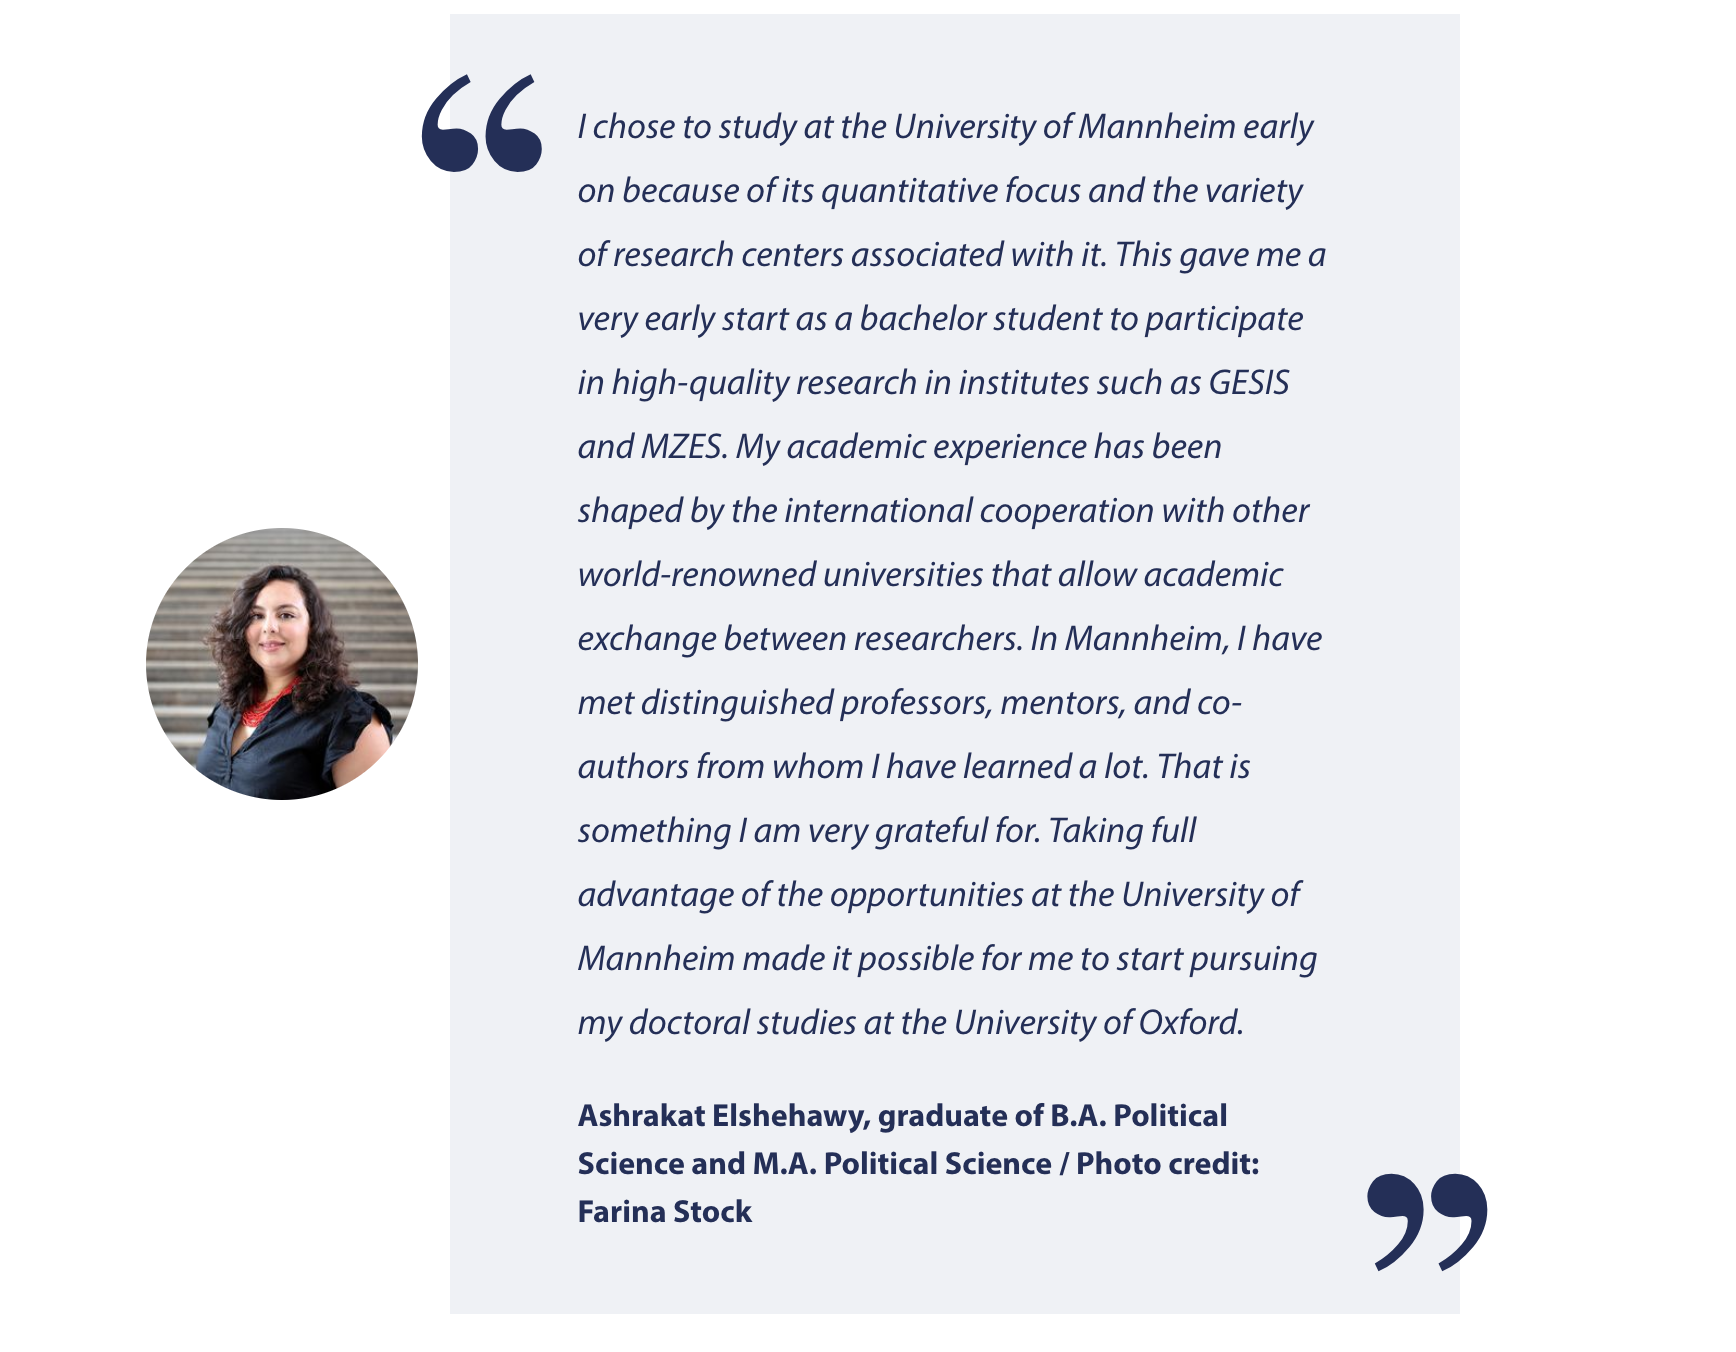 “
I chose to study at the University of Mannheim early
on because of its quantitative focus and the variety
of research centers associated with it. This gave me a
very early start as a bachelor student to participate
in high-quality research in institutes such as GESIS
and MZES. My academic experience has been
shaped by the international cooperation with other
world-renowned universities that allow academic
exchange between researchers. In Mannheim, I have
met distinguished professors, mentors, and co-
authors from whom I have learned a lot. That is
something I am very grateful for. Taking full
advantage of the opportunities at the University of
Mannheim made it possible for me to start pursuing
my doctoral studies at the University of Oxford.
Ashrakat Elshehawy, graduate of B.A. Political
Science and M.A. Political Science / Photo credit:
Farina Stock
”